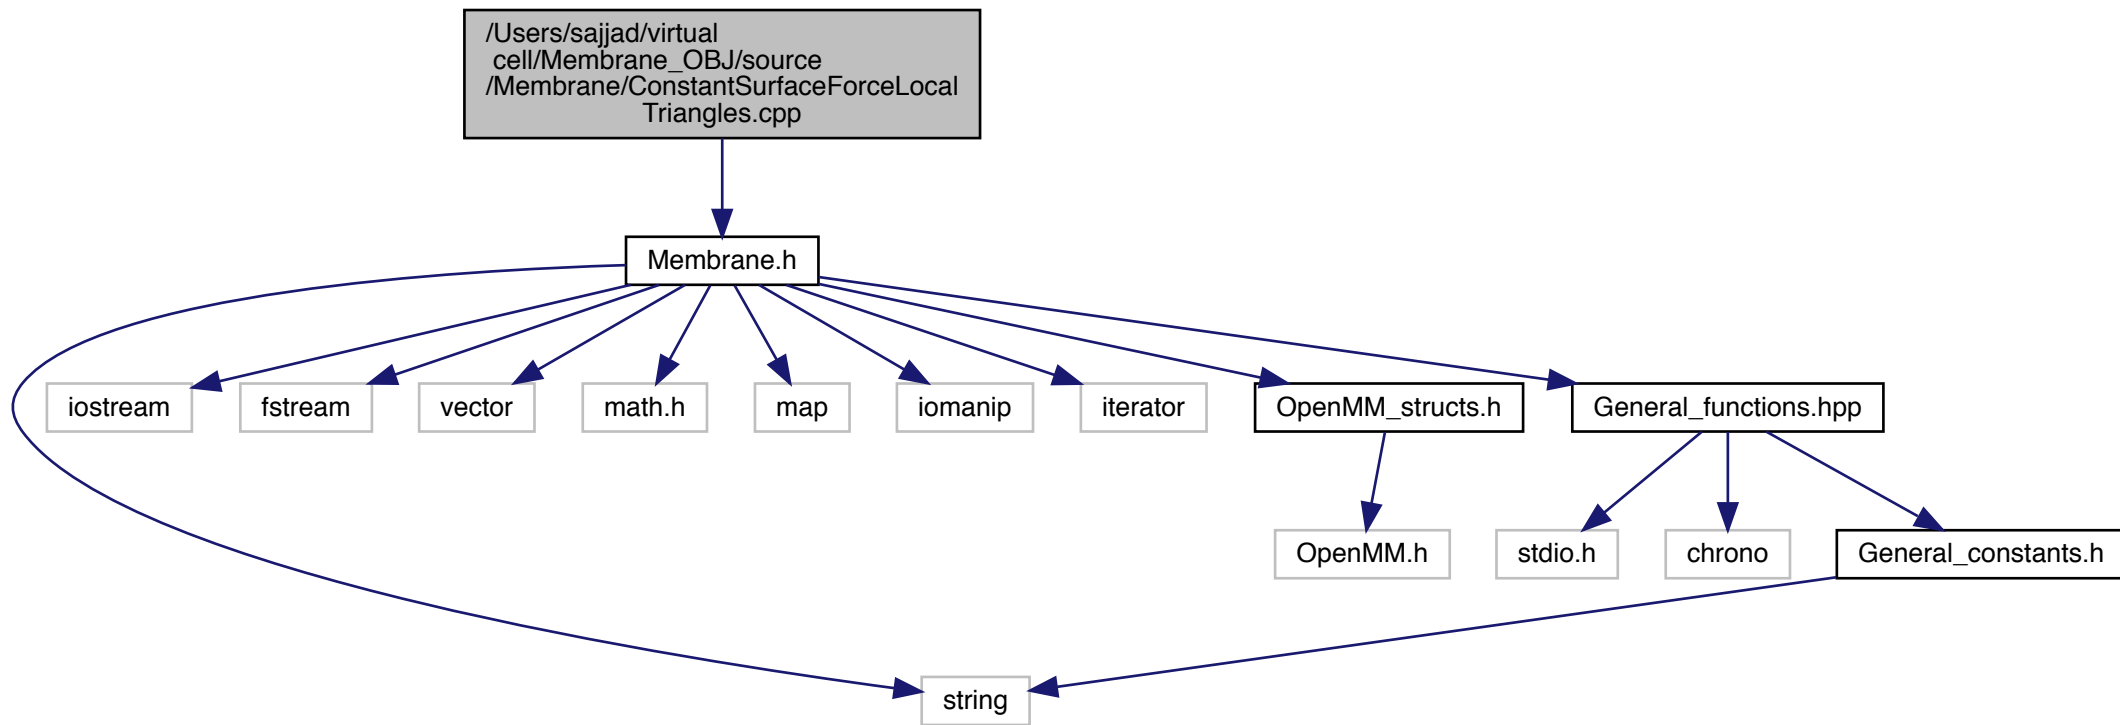 /Users/sajjad/virtual
cell/Membrane_OBJ/source
/Membrane/ConstantSurfaceForceLocal
Triangles.cpp
Membrane.h
iostream
fstream
vector
math.h
map
iomanip
iterator
OpenMM_structs.h
General_functions.hpp
OpenMM.h
stdio.h
chrono
General_constants.h
string